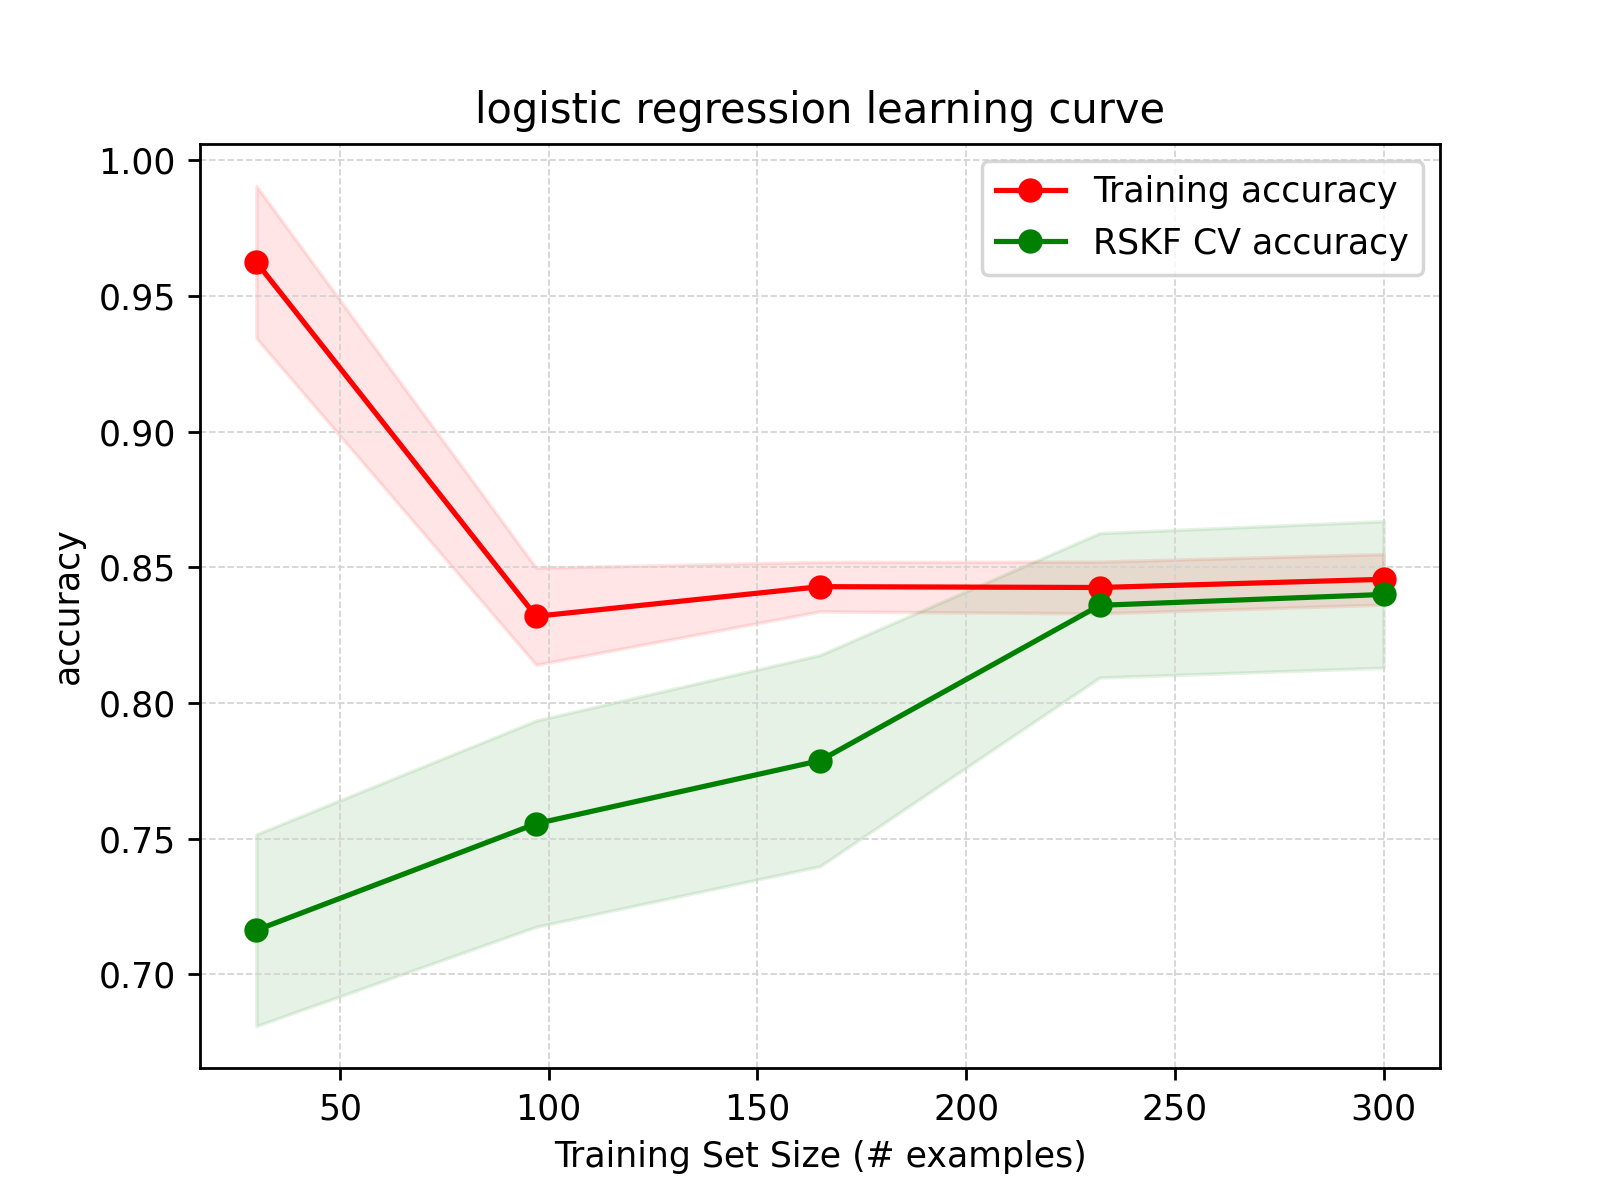 logistic regression learning curve
1.00
0.95
0.90
0.85
0.80
0.75
0.70
accuracy
Training accuracy
RSKF CV accuracy
50 100 150 200 250 300
Training Set Size (# examples)